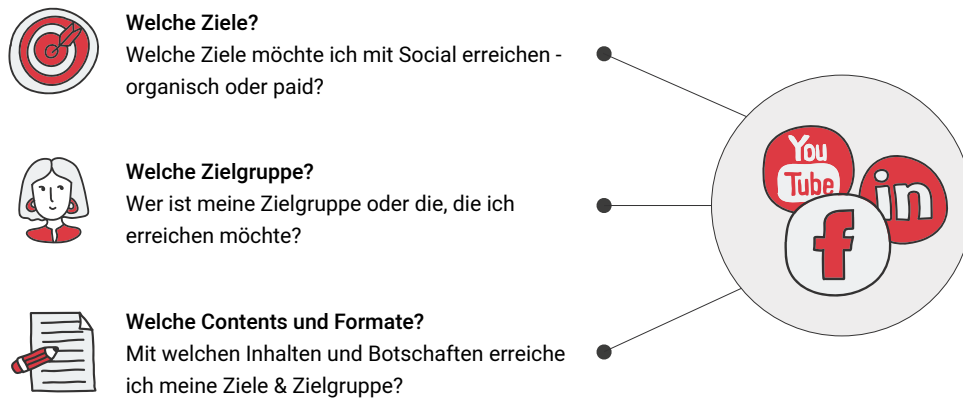 Welche Ziele?
Welche Ziele möchte ich mit Social erreichen -
organisch oder paid?
Welche Zielgruppe?
Wer ist meine Zielgruppe oder die, die ich
erreichen möchte?
Welche Contents und Formate?
Mit welchen Inhalten und Botschaften erreiche
ich meine Ziele & Zielgruppe?
You
Tube
in
f